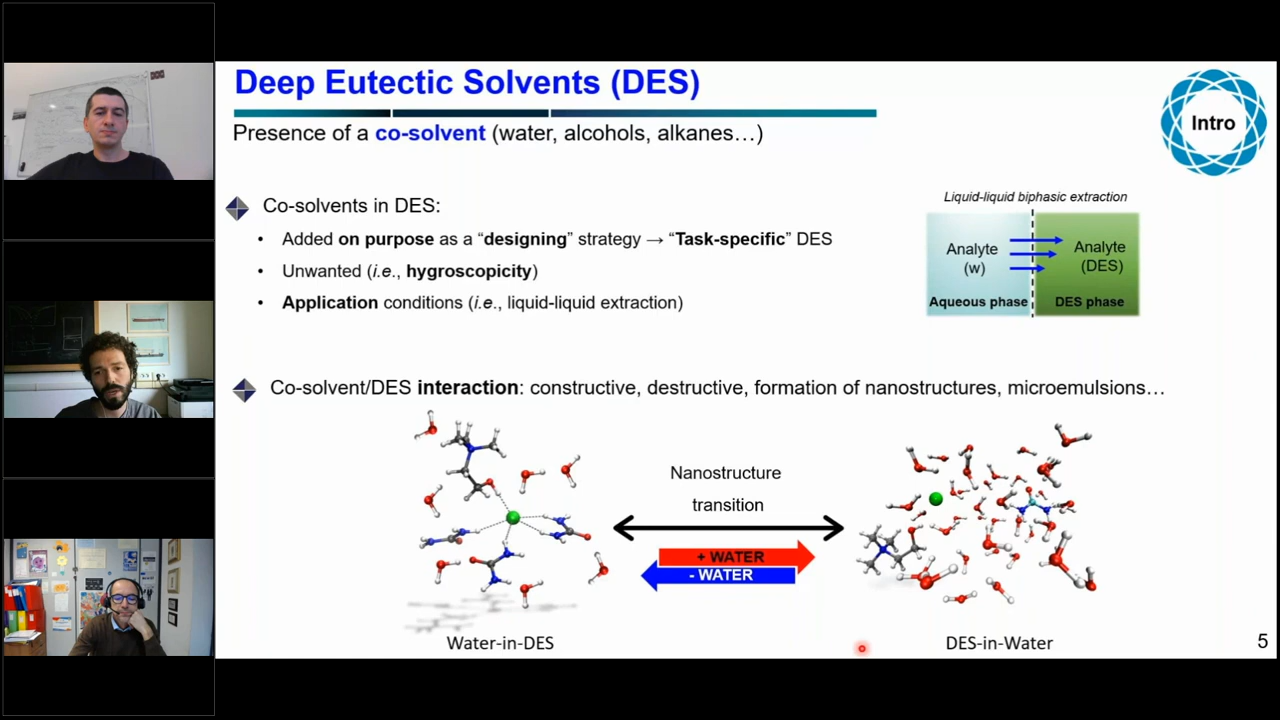 Deep Eutectic Solvents (DES)
Presence of a co-solvent (water, alcohols, alkanes…)
Intro
Co-solvents in DES:
• Added on purpose as a “designing” strategy → “Task-specific” DES
• Unwanted (i.e., hygroscopicity)
• Application conditions (i.e., liquid-liquid extraction)
Liquid-liquid biphasic extraction
Analyte
(w)
Analyte
(DES)
Aqueous phase
DES phase
Co-solvent/DES interaction: constructive, destructive, formation of nanostructures, microemulsions…
Nanostructure
transition
+ WATER
- WATER
Water-in-DES
DES-in-Water
5